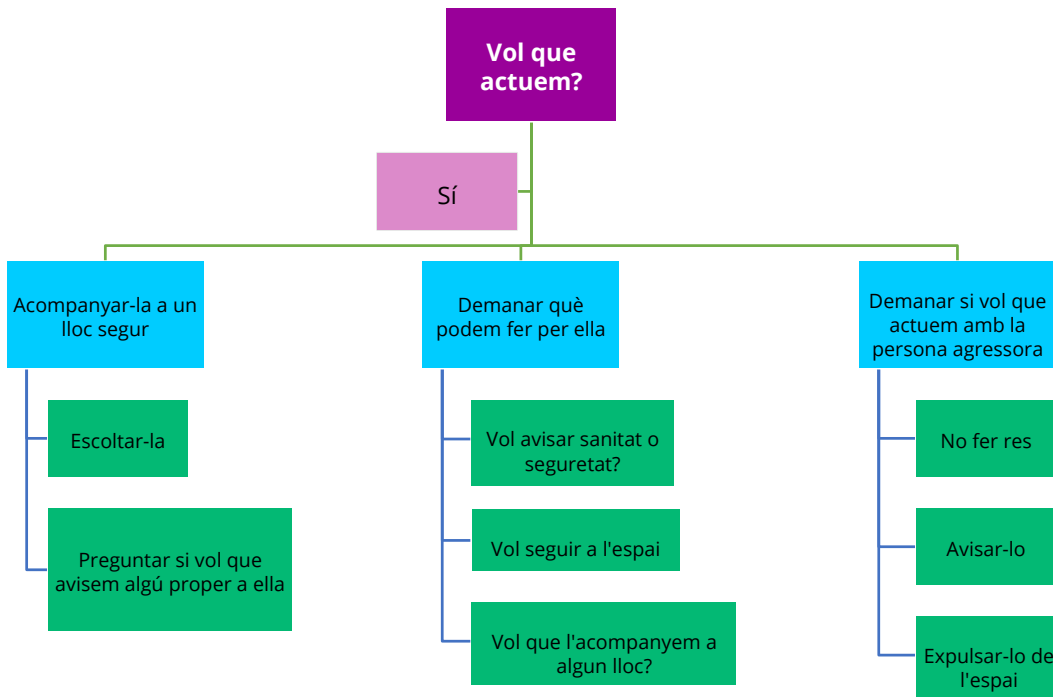 Vol que
actuem?
Sí
Acompanyar-la a un
lloc segur
Escoltar-la
Preguntar si vol que
avisem algú proper a ella
Demanar què
podem fer per ella
Vol avisar sanitat o
seguretat?
Vol seguir a l'espai
Vol que l'acompanyem a
algun lloc?
Demanar si vol que
actuem amb la
persona agressora
No fer res
Avisar-lo
Expulsar-lo de
l'espai